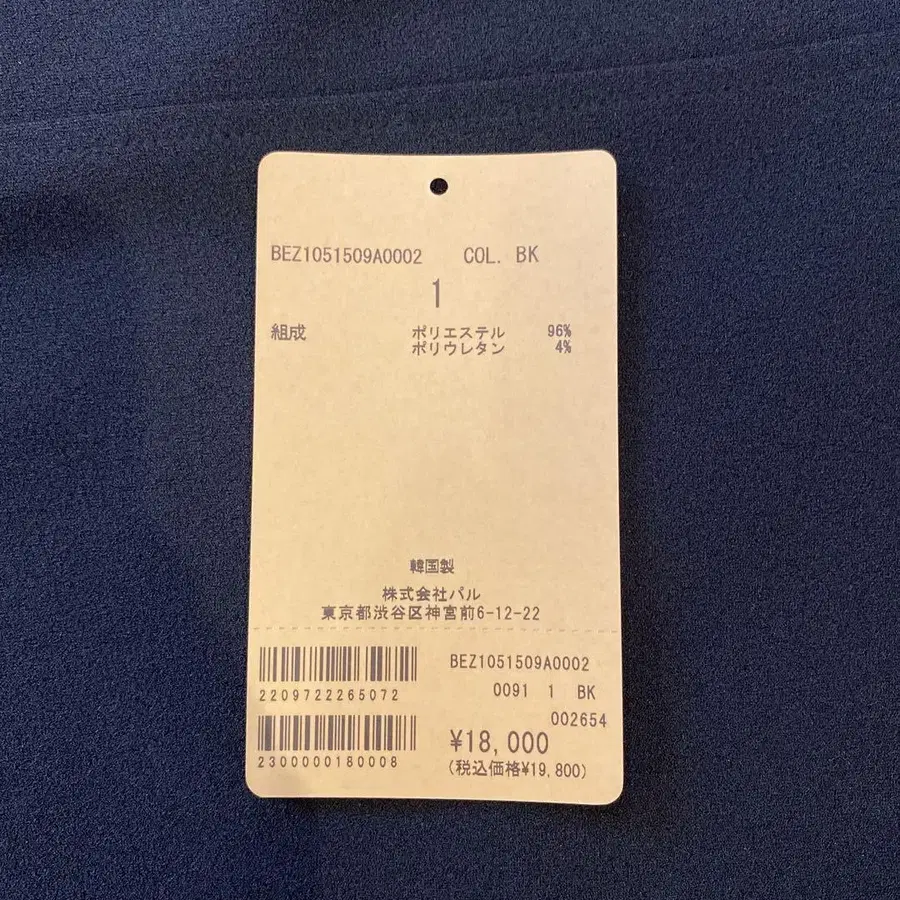 BEZ1051509A0002 COL. BK
1
組成 ポリエステル 96%
ポリウレタン 4%
韓国製
株式会社パル
東京都渋谷区神宮前6-12-22
2209722265072
BEZ1051509A0002
0091 1 BK
002654
2300000180008
¥18,000
(税込価格¥19,800)